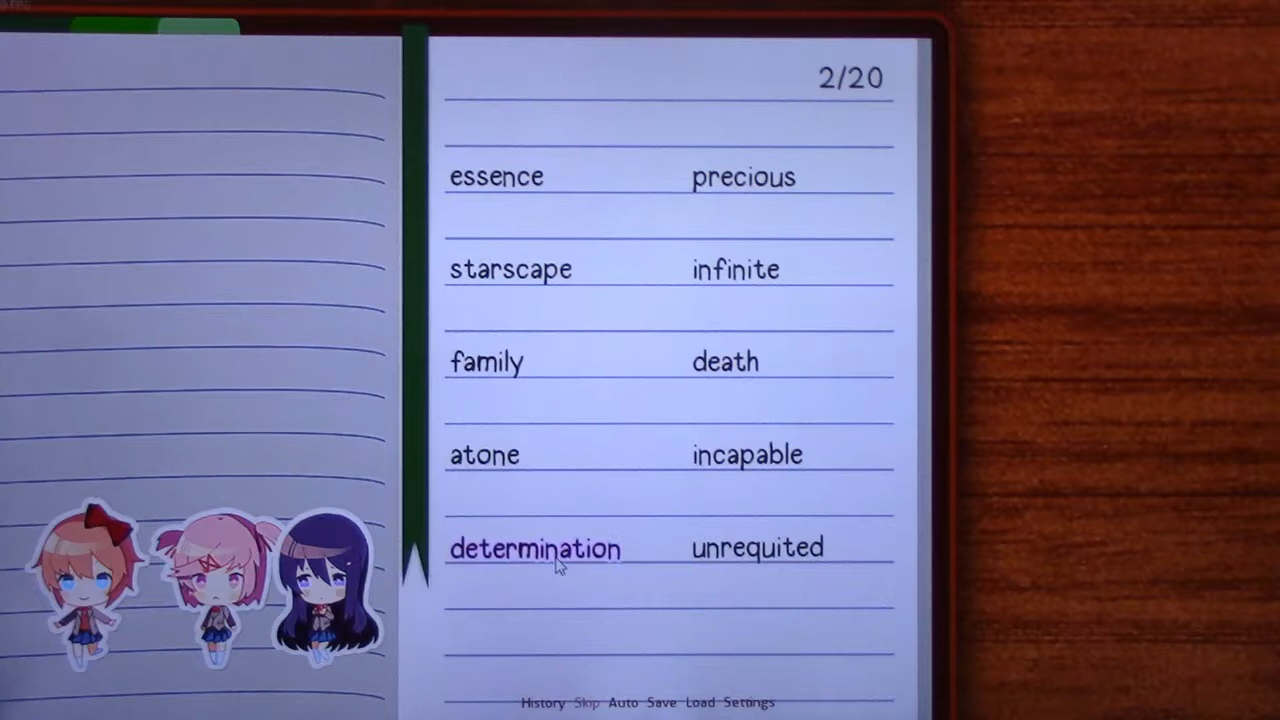 2/20
essence precious
starscape infinite
family death
atone incapable
determination unrequited
History Skip Auto Save Load Settings